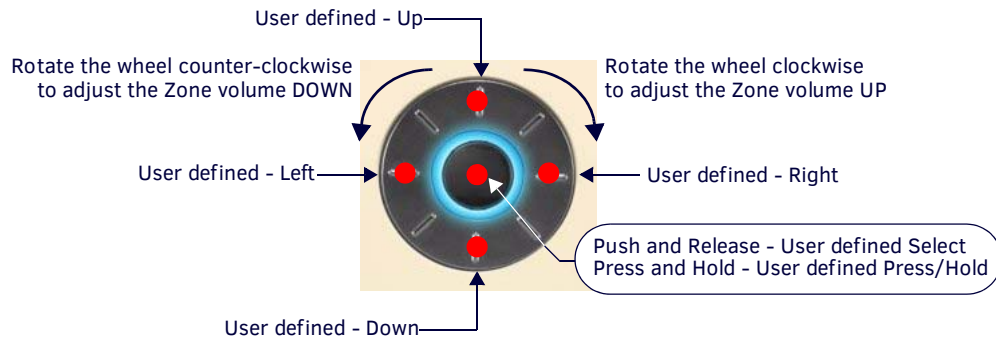 User defined - Up
Rotate the wheel counter-clockwise
to adjust the Zone volume DOWN
Rotate the wheel clockwise
to adjust the Zone volume UP
User defined - Left
User defined - Right
Push and Release - User defined Select
Press and Hold - User defined Press/Hold
User defined - Down